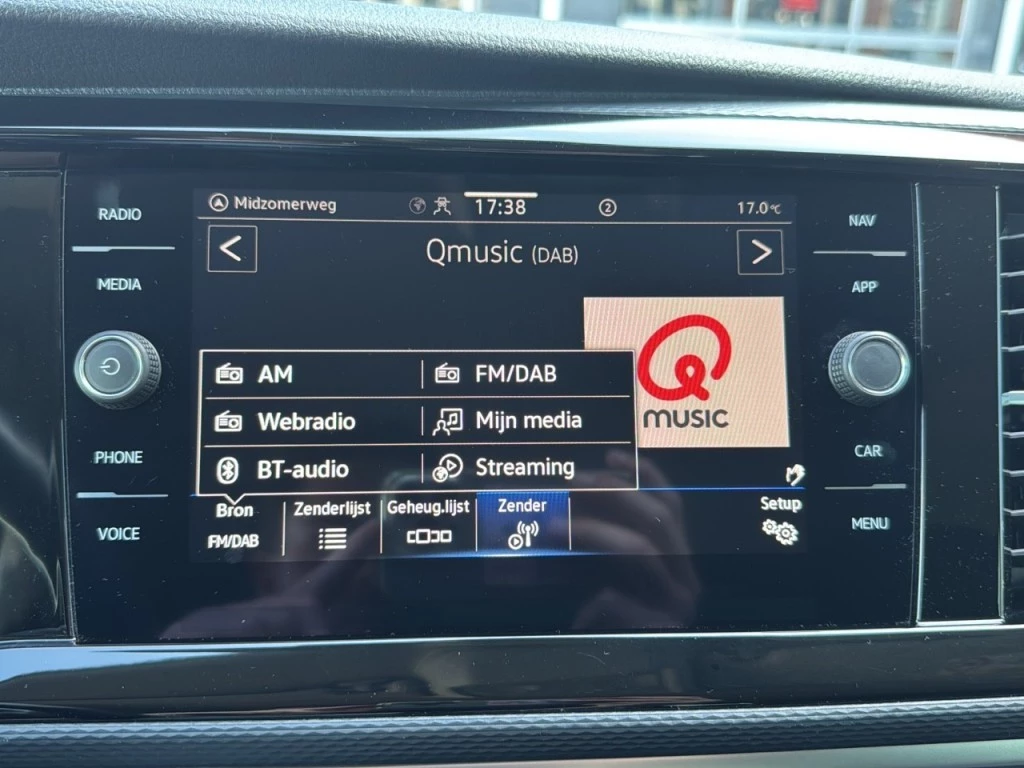 RADIO
MEDIA
PHONE
VOICE
Midzomerweg
17:38
2
17.0°C
Qmusic (DAB)
Q
MUSIC
AM
FM/DAB
Webradio
Mijn media
BT-audio
Streaming
Bron
FM/DAB
Zenderlijst
Geheug.lijst
Zender
Setup
NAV
APP
CAR
MENU